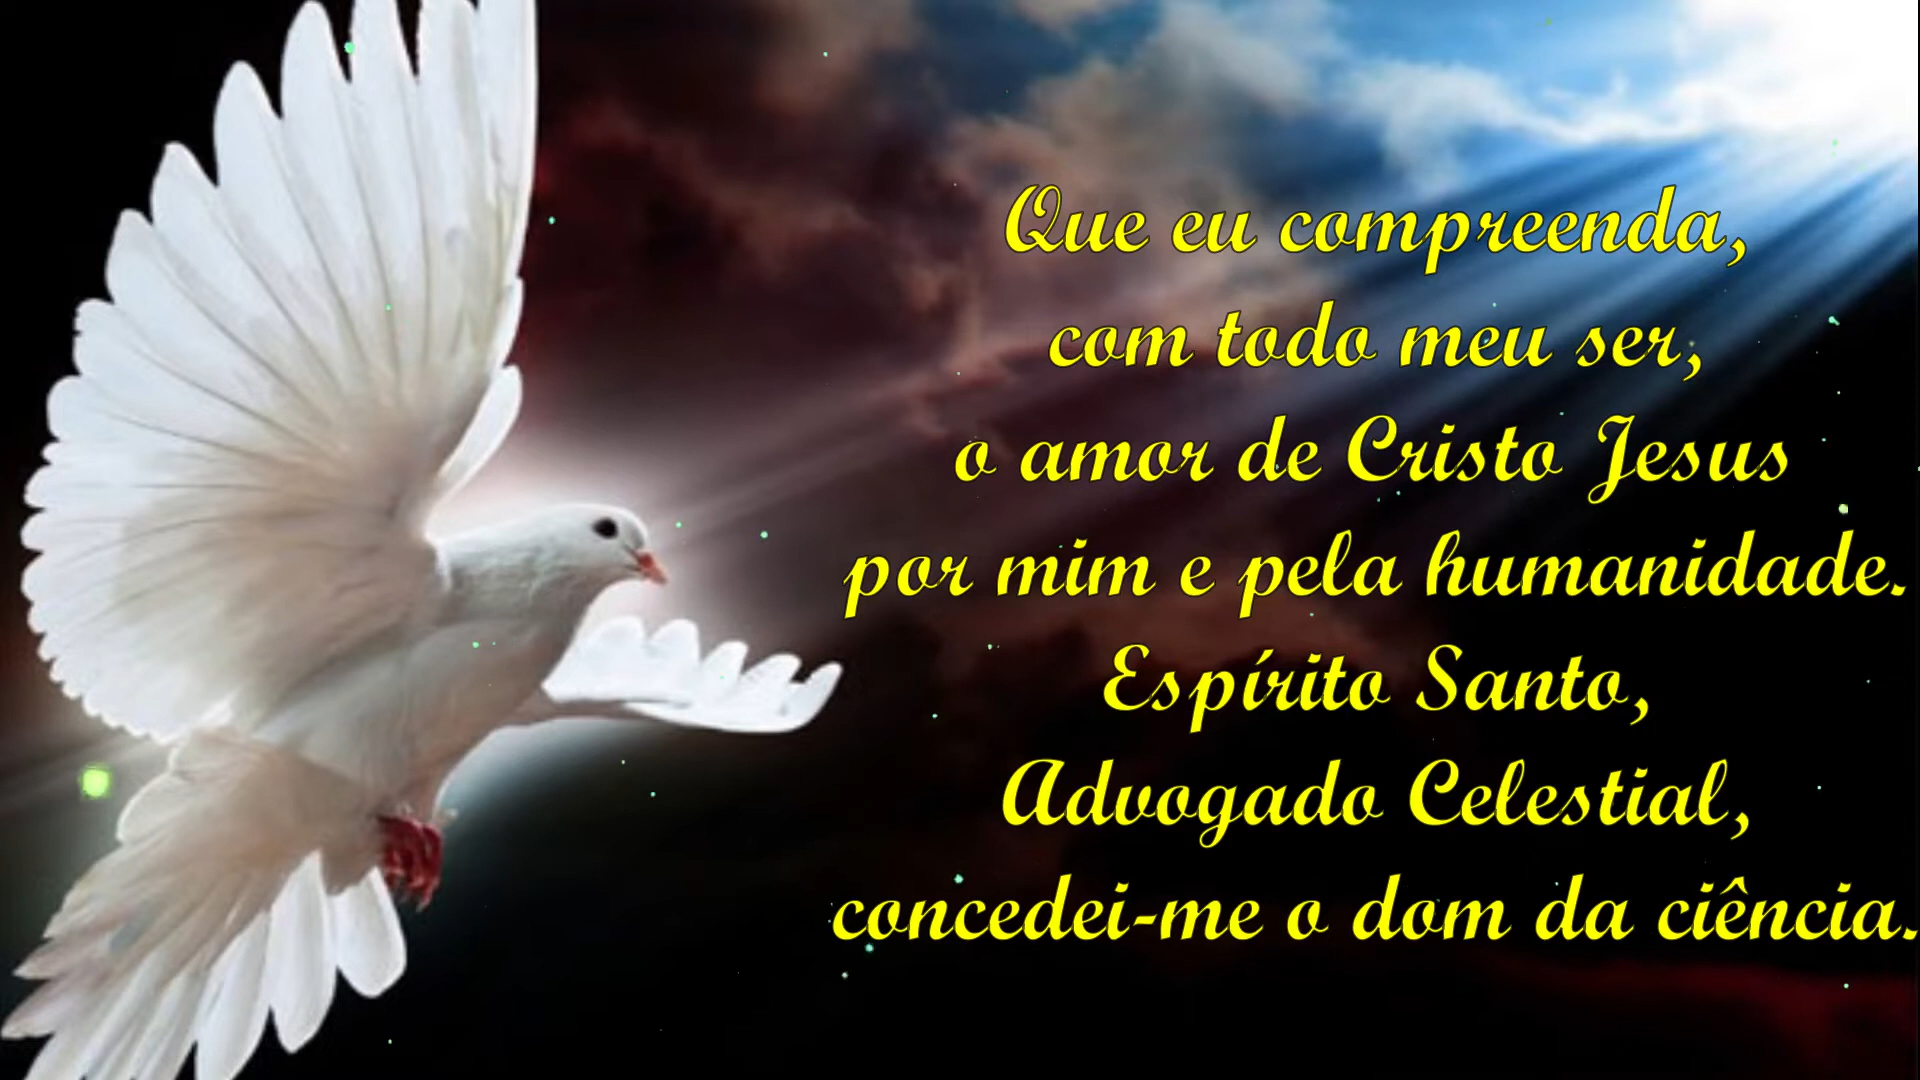 Que eu compreenda,
com todo meu ser,
o amor de Cristo Jesus
por mim e pela humanidade.
Espírito Santo,
Advogado Celestial,
concedei-me o dom da ciência.